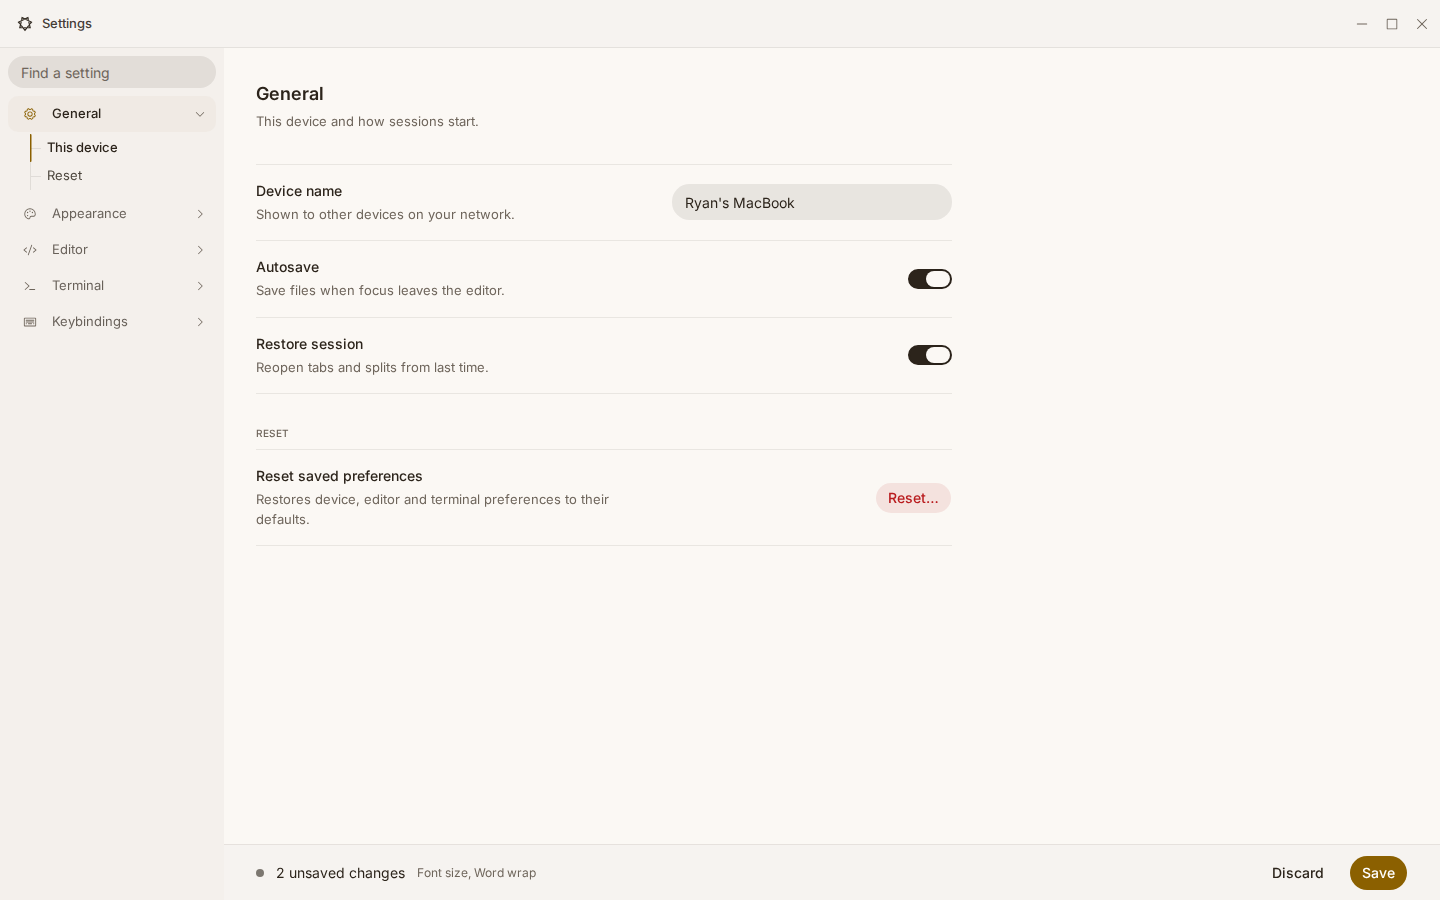 Settings
Find a setting
General
This device
Reset
Appearance
Editor
Terminal
Keybindings
General
This device and how sessions start.
Device name
Shown to other devices on your network.
Ryan's MacBook
Autosave
Save files when focus leaves the editor.
Restore session
Reopen tabs and splits from last time.
RESET
Reset saved preferences
Restores device, editor and terminal preferences to their
defaults.
Reset...
2 unsaved changes Font size, Word wrap
Discard
Save